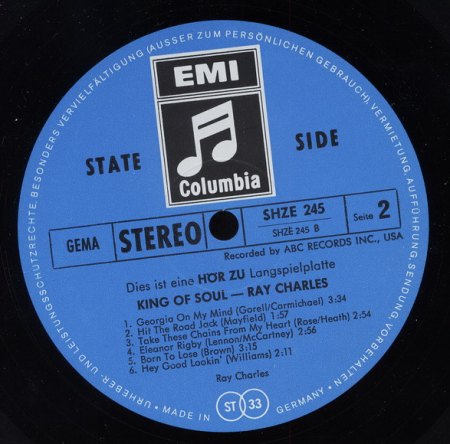 URHEBER- UND LEISTUNGSSCHUTZRECHTE, BESONDERS VERVIELFÄLTIGUNG (AUSSER ZUM PERSÖNLICHEN GEBRAUCH), VERMIETUNG, AUFFÜHRUNG, SENDUNG, VORBEHALTEN
EMI
STATE SIDE
Columbia
GEMA STEREO SHZE 245 Seite 2
SHZE 245 B
Recorded by ABC RECORDS INC., USA
Dies ist eine HÖR ZU Langspielplatte
KING OF SOUL — RAY CHARLES
1. Georgia On My Mind (Gorell/Carmichael) 3:34
2. Hit The Road Jack (Mayfield) 1:57
3. Take These Chains From My Heart (Rose/Heath) 2:54
4. Eleanor Rigby (Lennon/McCartney) 2:56
5. Born To Lose (Brown) 3:15
6. Hey Good Lookin' (Williams) 2:11
Ray Charles
• MADE IN ST 33 GERMANY •